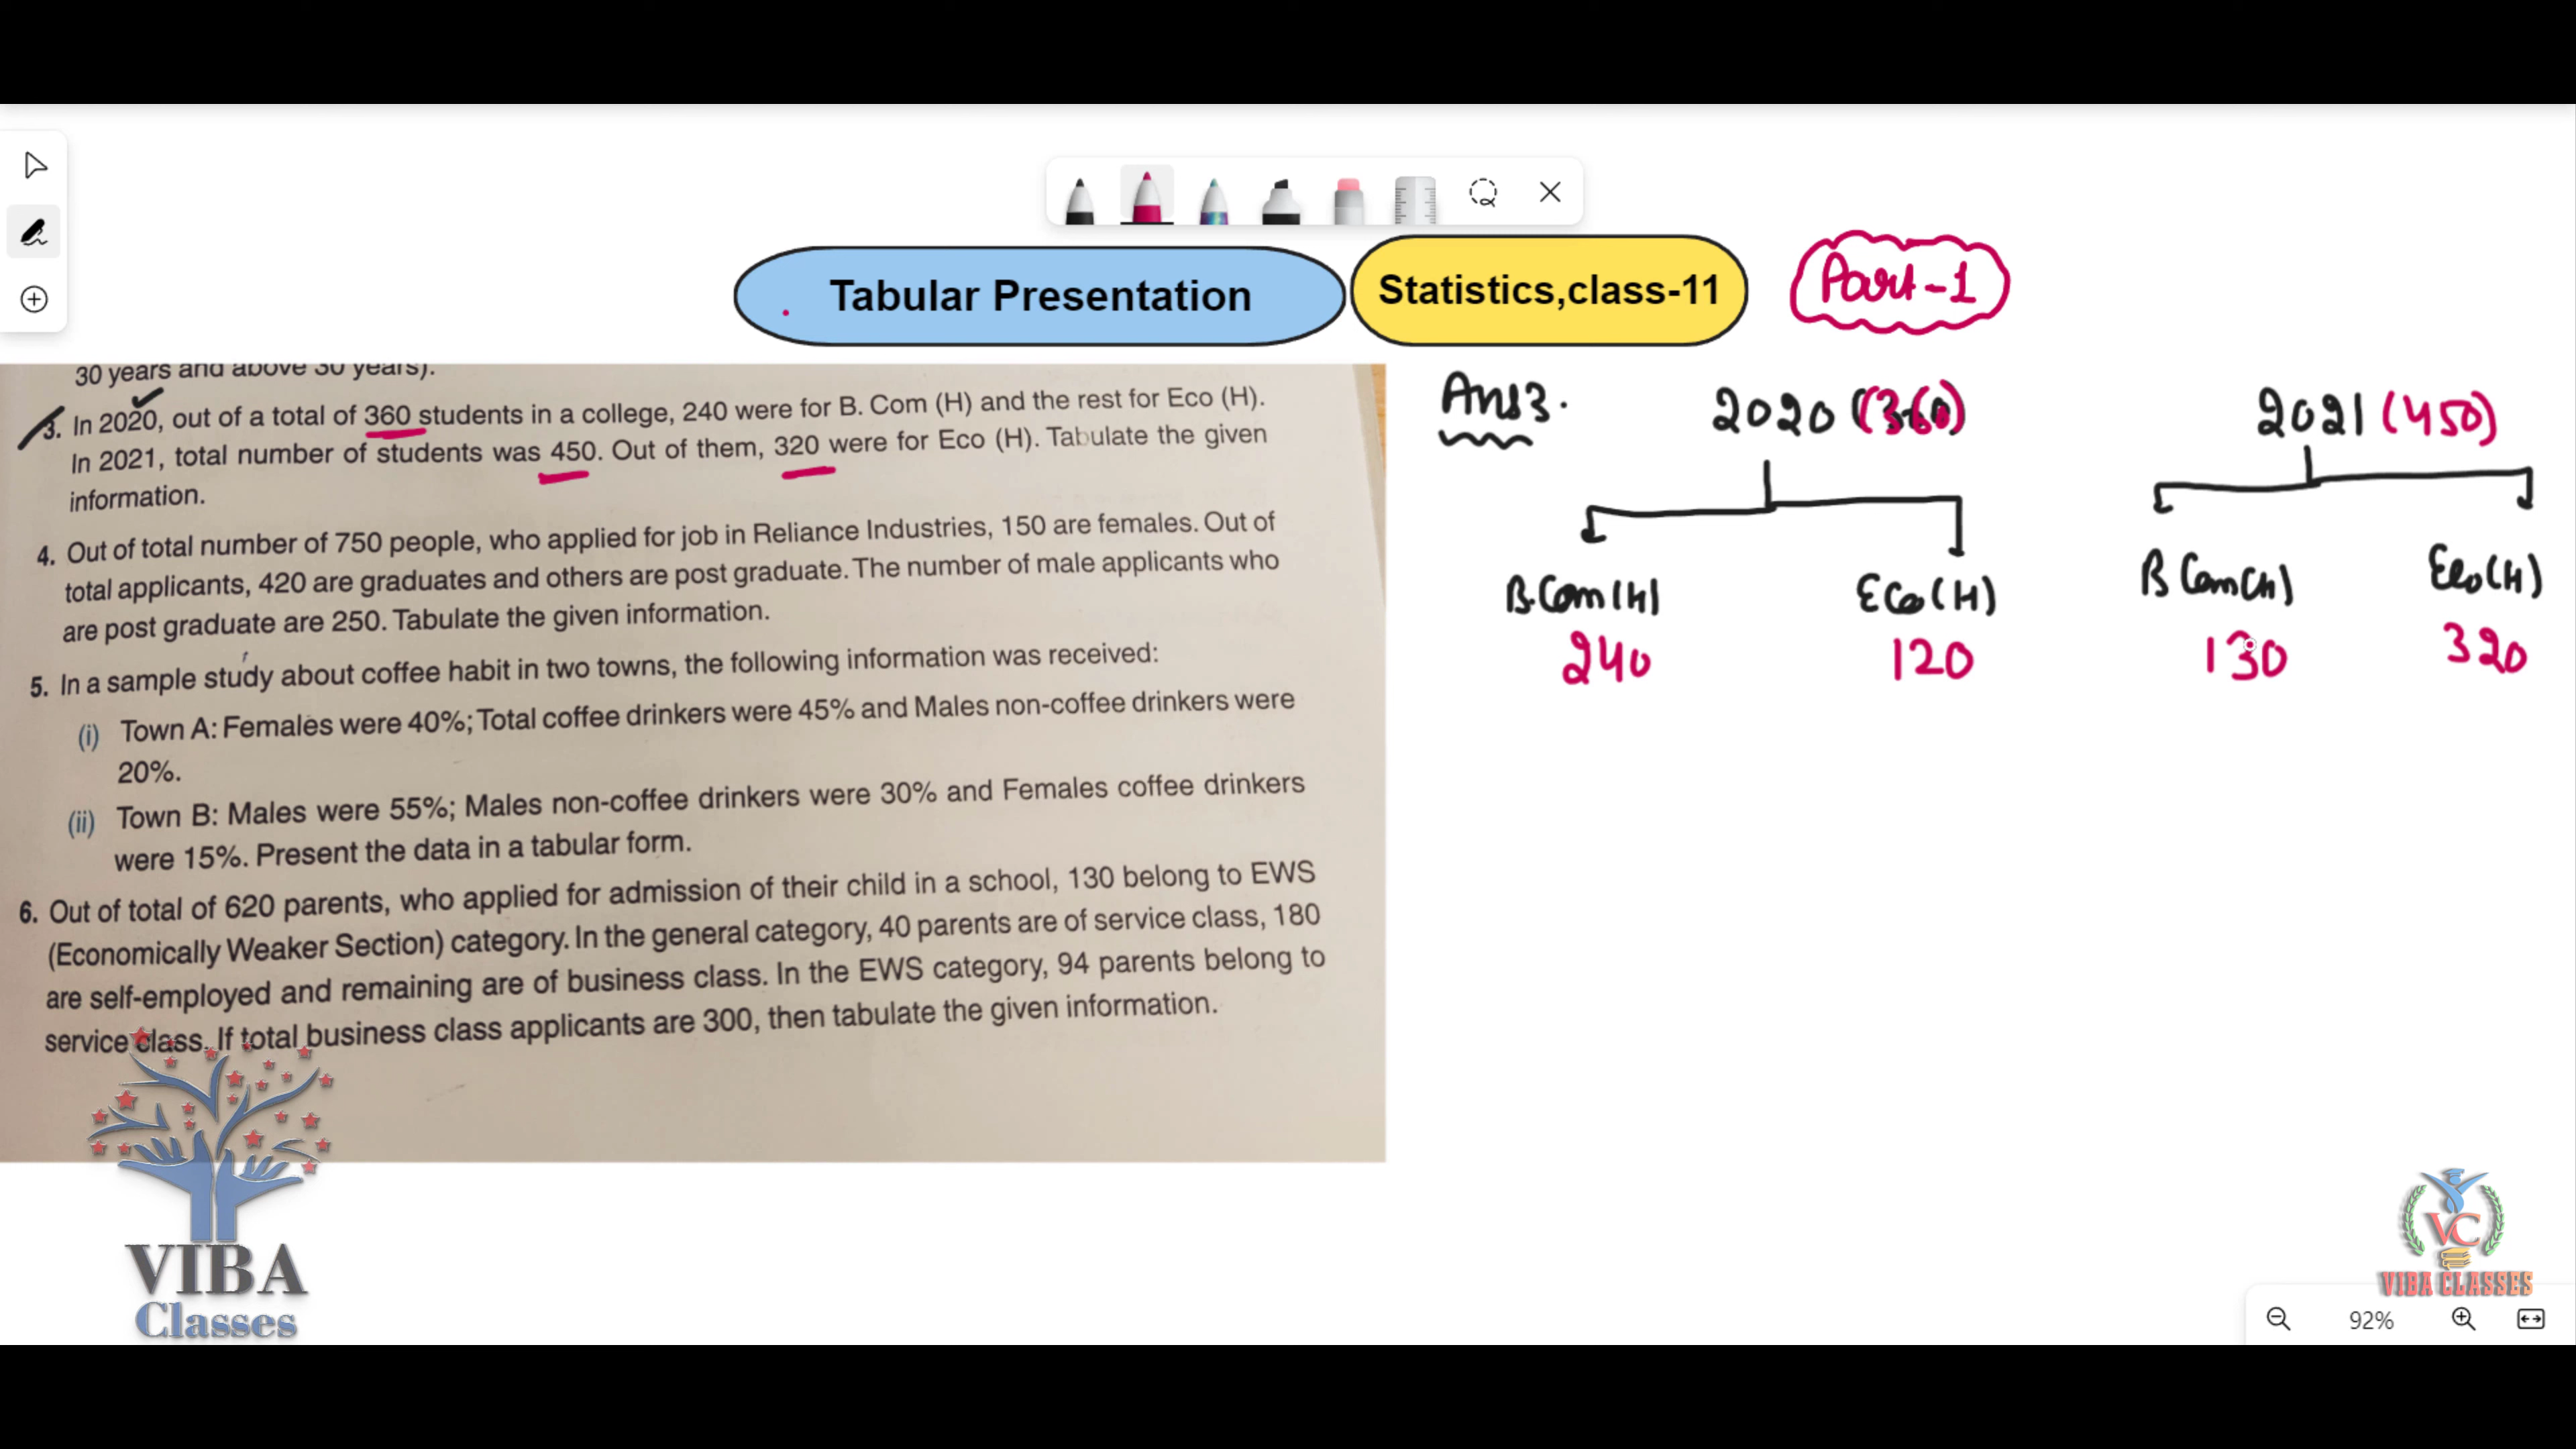 Tabular Presentation
Statistics,class-11
Part-1
30 years and above 30 years).
3. In 2020, out of a total of 360 students in a college, 240 were for B. Com (H) and the rest for Eco (H).
In 2021, total number of students was 450. Out of them, 320 were for Eco (H). Tabulate the given
information.
4. Out of total number of 750 people, who applied for job in Reliance Industries, 150 are females. Out of
total applicants, 420 are graduates and others are post graduate. The number of male applicants who
are post graduate are 250. Tabulate the given information.
5. In a sample study about coffee habit in two towns, the following information was received:
(i) Town A: Females were 40%; Total coffee drinkers were 45% and Males non-coffee drinkers were
20%.
(ii) Town B: Males were 55%; Males non-coffee drinkers were 30% and Females coffee drinkers
were 15%. Present the data in a tabular form.
6. Out of total of 620 parents, who applied for admission of their child in a school, 130 belong to EWS
(Economically Weaker Section) category. In the general category, 40 parents are of service class, 180
are self-employed and remaining are of business class. In the EWS category, 94 parents belong to
service class. If total business class applicants are 300, then tabulate the given information.
Ans 3.
2020 (360)
2021 (450)
B.Com(H)
Eco(H)
B Com(H)
Eco(H)
240
120
130
320
VIBA
Classes
VC
VIBA CLASSES
92%